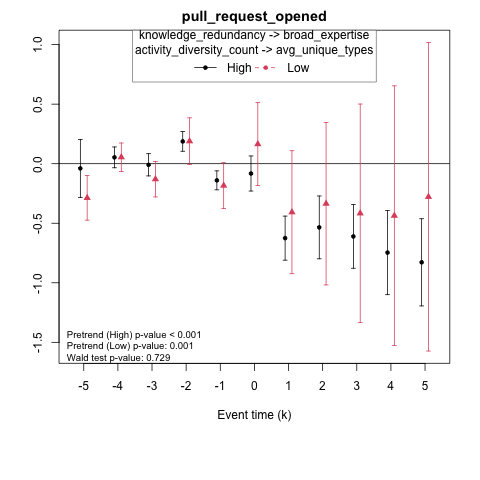 pull_request_opened
knowledge_redundancy -> broad_expertise
activity_diversity_count -> avg_unique_types
High Low
1.0
0.5
0.0
-0.5
-1.0
-1.5
Pretrend (High) p-value < 0.001
Pretrend (Low) p-value: 0.001
Wald test p-value: 0.729
-5 -4 -3 -2 -1 0 1 2 3 4 5
Event time (k)